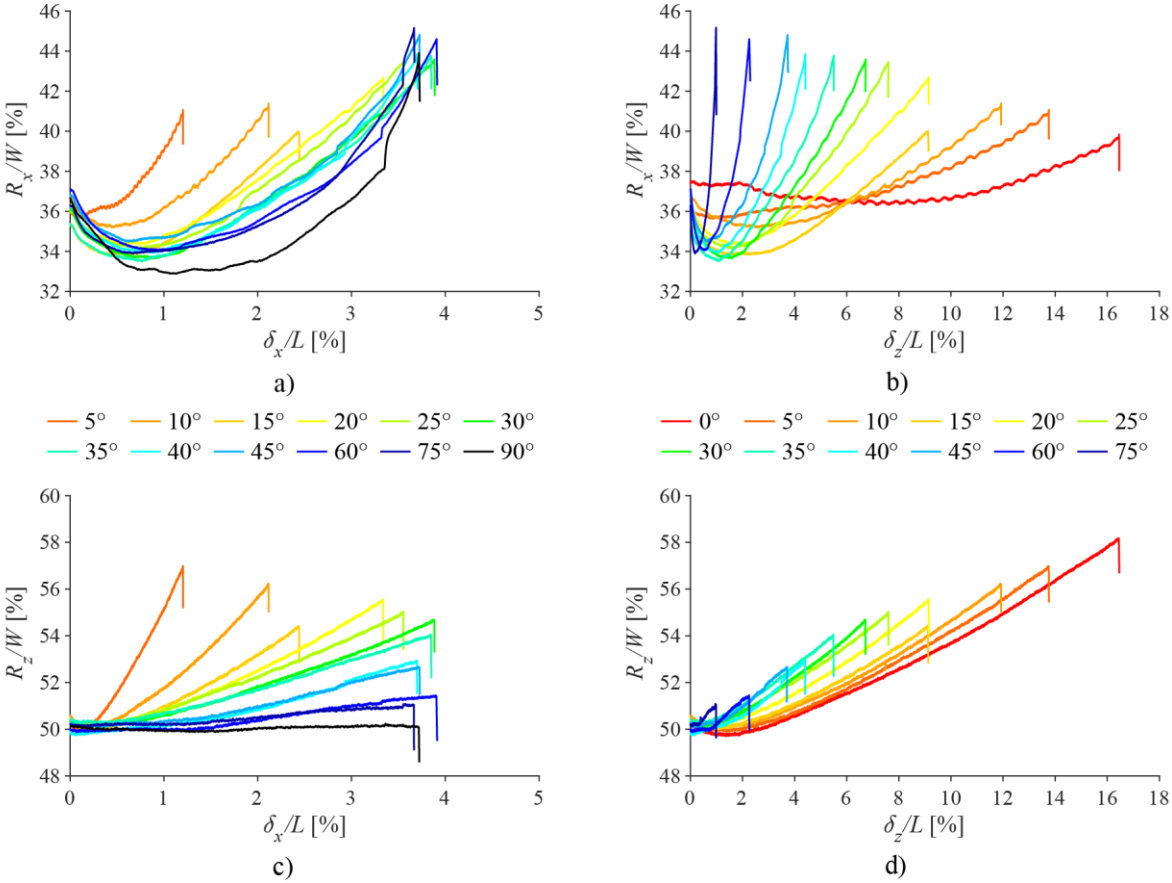 46
44
42
40
38
36
34
32
R_x/W [%]
0 1 2 3 4 5
δ_x/L [%]
a)
46
44
42
40
38
36
34
32
R_x/W [%]
0 2 4 6 8 10 12 14 16 18
δ_z/L [%]
b)
5° 10° 15° 20° 25° 30°
35° 40° 45° 60° 75° 90°
0° 5° 10° 15° 20° 25°
30° 35° 40° 45° 60° 75°
60
58
56
54
52
50
48
R_z/W [%]
0 1 2 3 4 5
δ_x/L [%]
c)
60
58
56
54
52
50
48
R_z/W [%]
0 2 4 6 8 10 12 14 16 18
δ_z/L [%]
d)